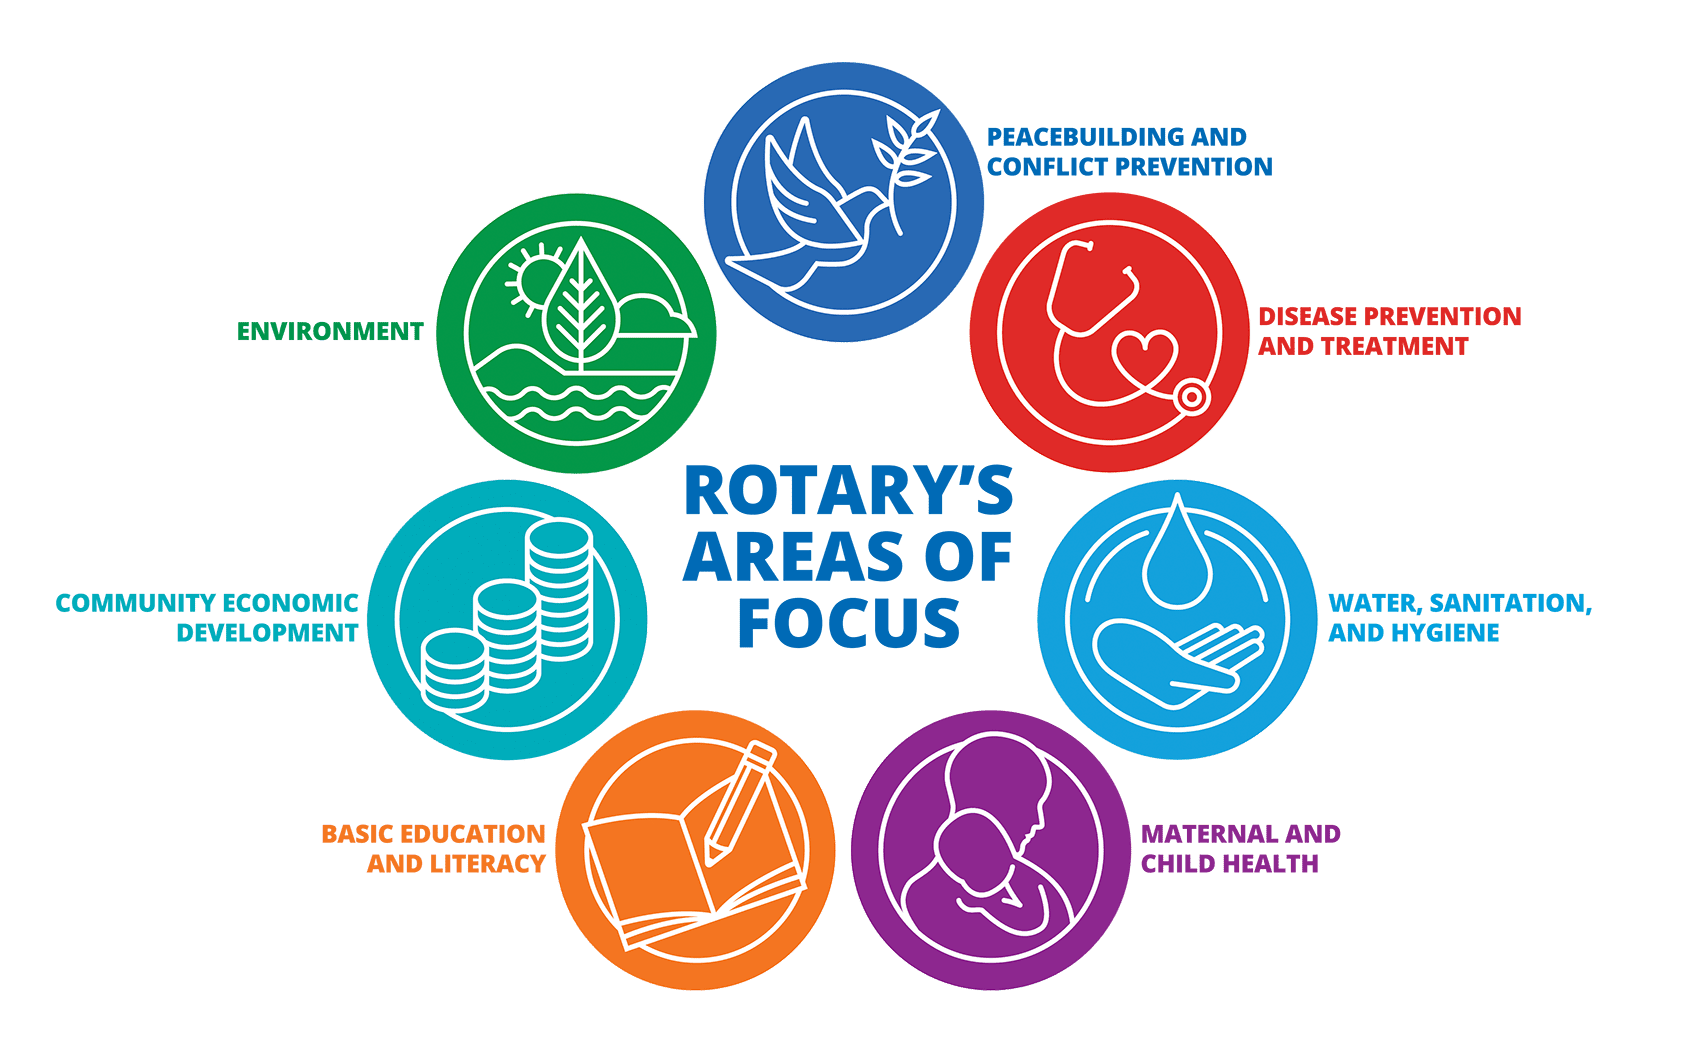 PEACEBUILDING AND
CONFLICT PREVENTION
ENVIRONMENT
DISEASE PREVENTION
AND TREATMENT
ROTARY'S
AREAS OF
FOCUS
COMMUNITY ECONOMIC
DEVELOPMENT
WATER, SANITATION,
AND HYGIENE
BASIC EDUCATION
AND LITERACY
MATERNAL AND
CHILD HEALTH